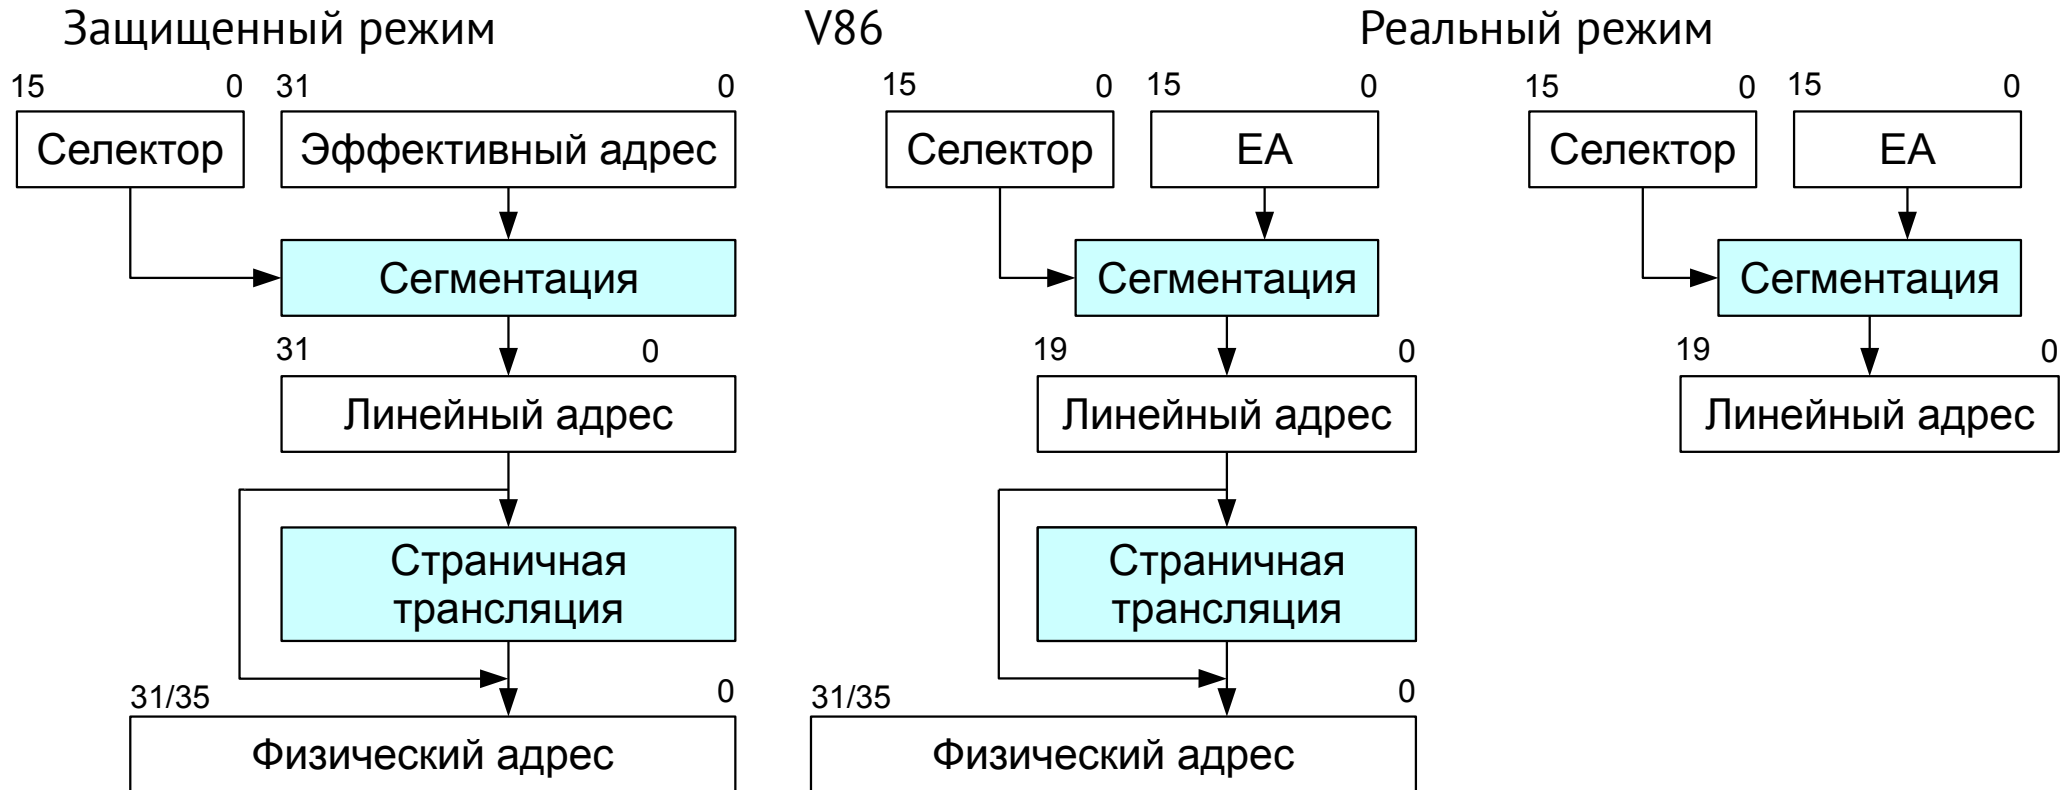 Защищенный режим V86 Реальный режим
15 0 31 0 15 0 15 0 15 0 15 0
Селектор Эффективный адрес Селектор EA Селектор EA
Сегментация Сегментация Сегментация
31 0 19 0 19 0
Линейный адрес Линейный адрес Линейный адрес
Страничная Страничная
трансляция трансляция
31/35 0 31/35 0
Физический адрес Физический адрес